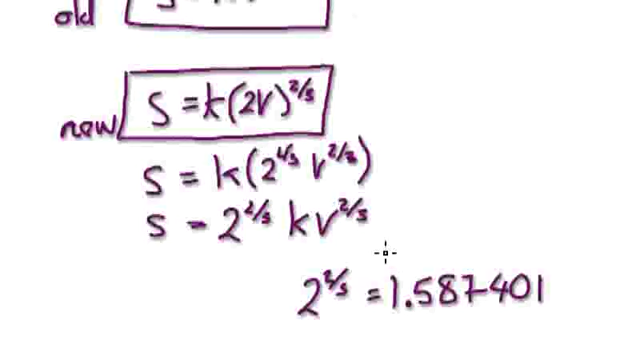 old
new S = k(2V)^2/3
S = k(2^2/3 V^2/3)
S = 2^2/3 kV^2/3
2^2/3 = 1.587401